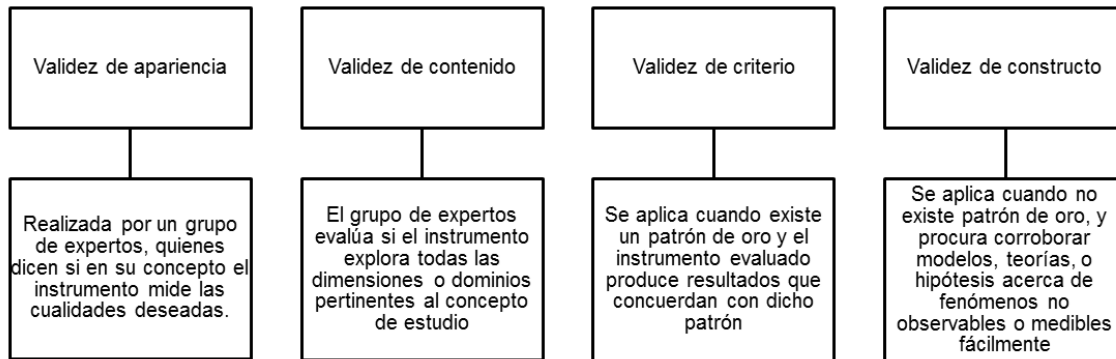 Validez de apariencia
Validez de contenido
Validez de criterio
Validez de constructo
Realizada por un grupo
de expertos, quienes
dicen si en su concepto el
instrumento mide las
cualidades deseadas.
El grupo de expertos
evalúa si el instrumento
explora todas las
dimensiones o dominios
pertinentes al concepto
de estudio
Se aplica cuando existe
un patrón de oro y el
instrumento evaluado
produce resultados que
concuerdan con dicho
patrón
Se aplica cuando no
existe patrón de oro, y
procura corroborar
modelos, teorías, o
hipótesis acerca de
fenómenos no
observables o medibles
fácilmente